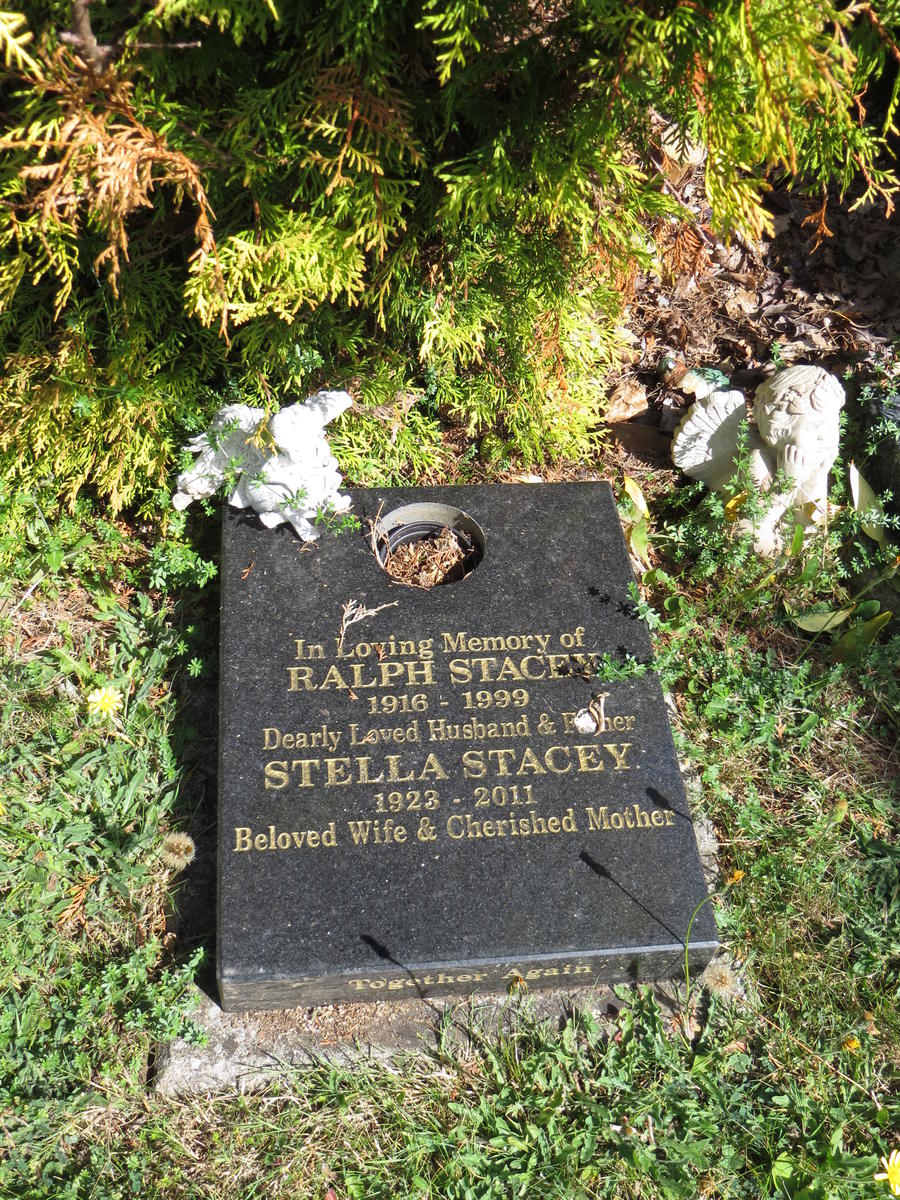 In Loving Memory of
RALPH STACEY
1916 - 1999
Dearly Loved Husband & Father
STELLA STACEY
1923 - 2011
Beloved Wife & Cherished Mother
Together Again